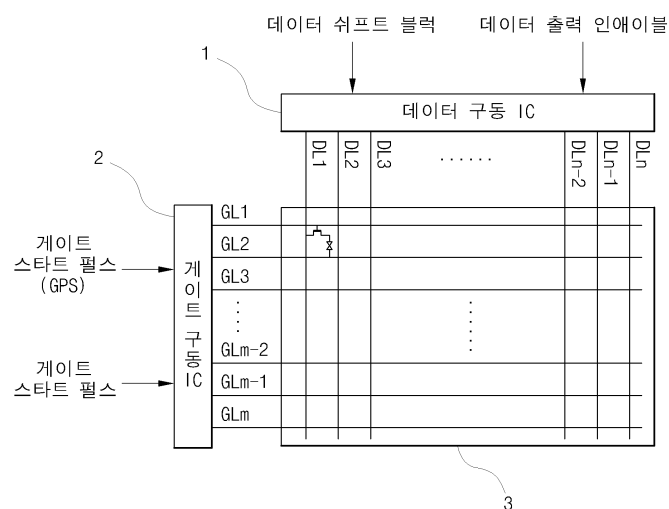 데이터 쉬프트 블럭
데이터 출력 인애이블
1
데이터 구동 IC
DL1
DL2
DL3
······
DLn-2
DLn-1
DLn
2
GL1
GL2
GL3
GLm-2
GLm-1
GLm
게이트
스타트 펄스
(GPS)
게이트 구동 IC
게이트
스타트 펄스
3